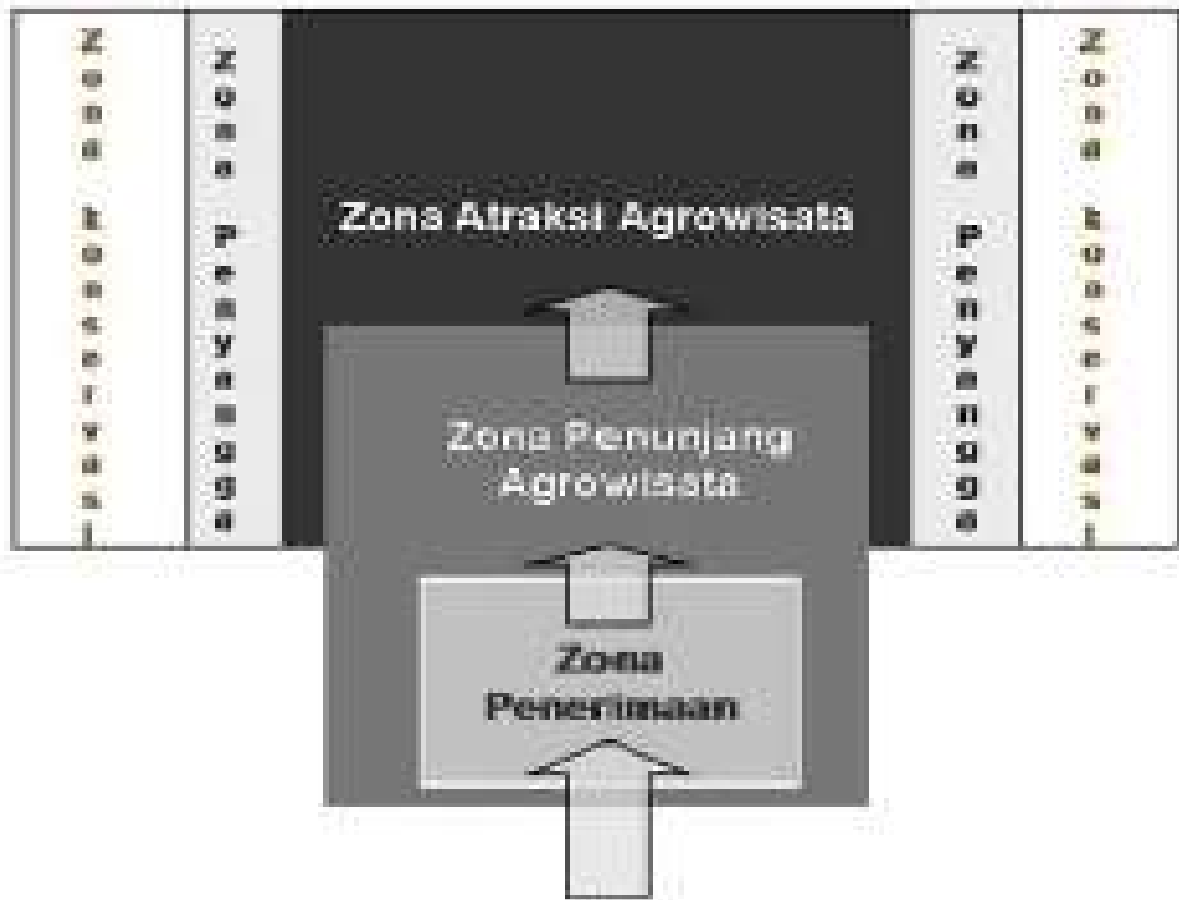 Zona konservasi
Zona Penyangga
Zona Atraksi Agrowisata
Zona Penunjang
Agrowisata
Zona
Penerimaan
Zona Penyangga
Zona konservasi